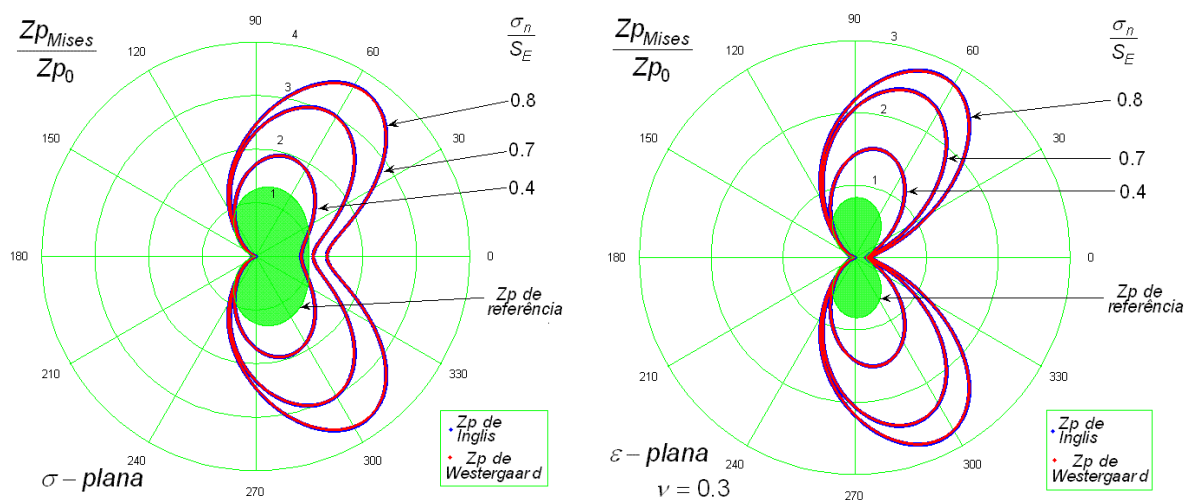 Zp_Mises
Zp_0
σ_n
S_E
90
4
120
60
3
0.8
150
30
2
0.7
1
0.4
180
0
Zp de
referência
210
330
240
300
270
Zp de
Inglis
Zp de
Westergaard
σ – plana
Zp_Mises
Zp_0
σ_n
S_E
90
3
120
60
0.8
2
150
30
0.7
1
0.4
180
0
Zp de
referência
210
330
240
300
270
Zp de
Inglis
Zp de
Westergaard
ε – plana
ν = 0.3